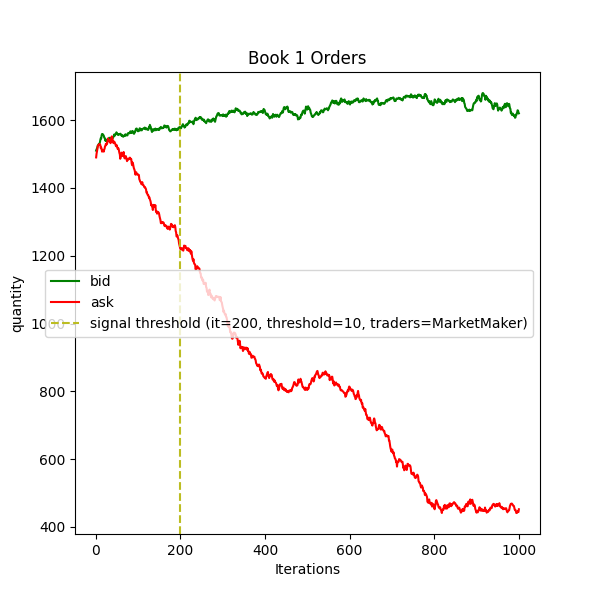 Book 1 Orders
quantity
1600
1400
1200
1000
800
600
400
bid
ask
signal threshold (it=200, threshold=10, traders=MarketMaker)
0
200
400
600
800
1000
Iterations